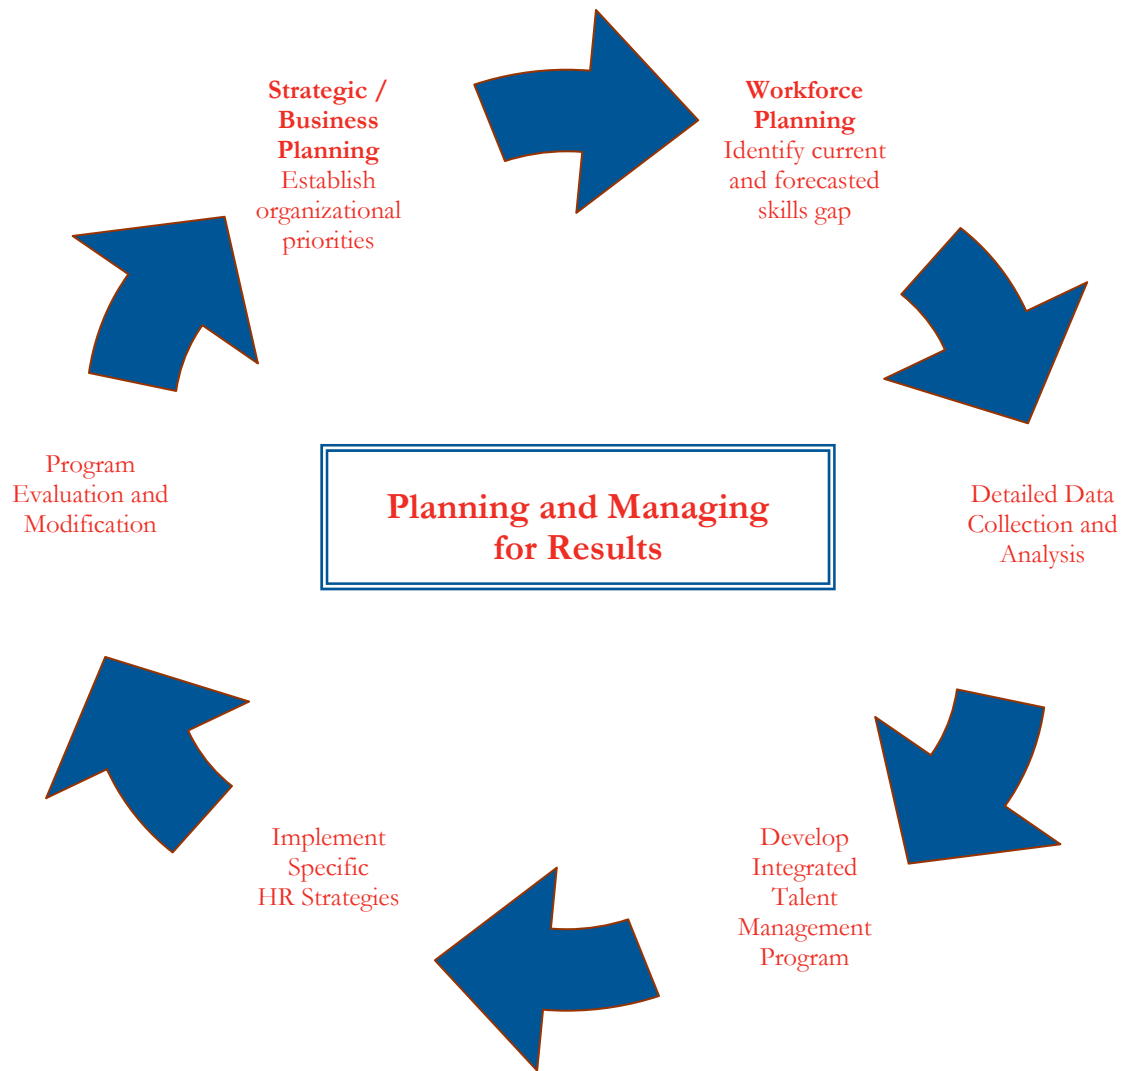 Strategic /
Business
Planning
Establish
organizational
priorities
Workforce
Planning
Identify current
and forecasted
skills gap
Detailed Data
Collection and
Analysis
Develop
Integrated
Talent
Management
Program
Implement
Specific
HR Strategies
Program
Evaluation and
Modification
Planning and Managing
for Results